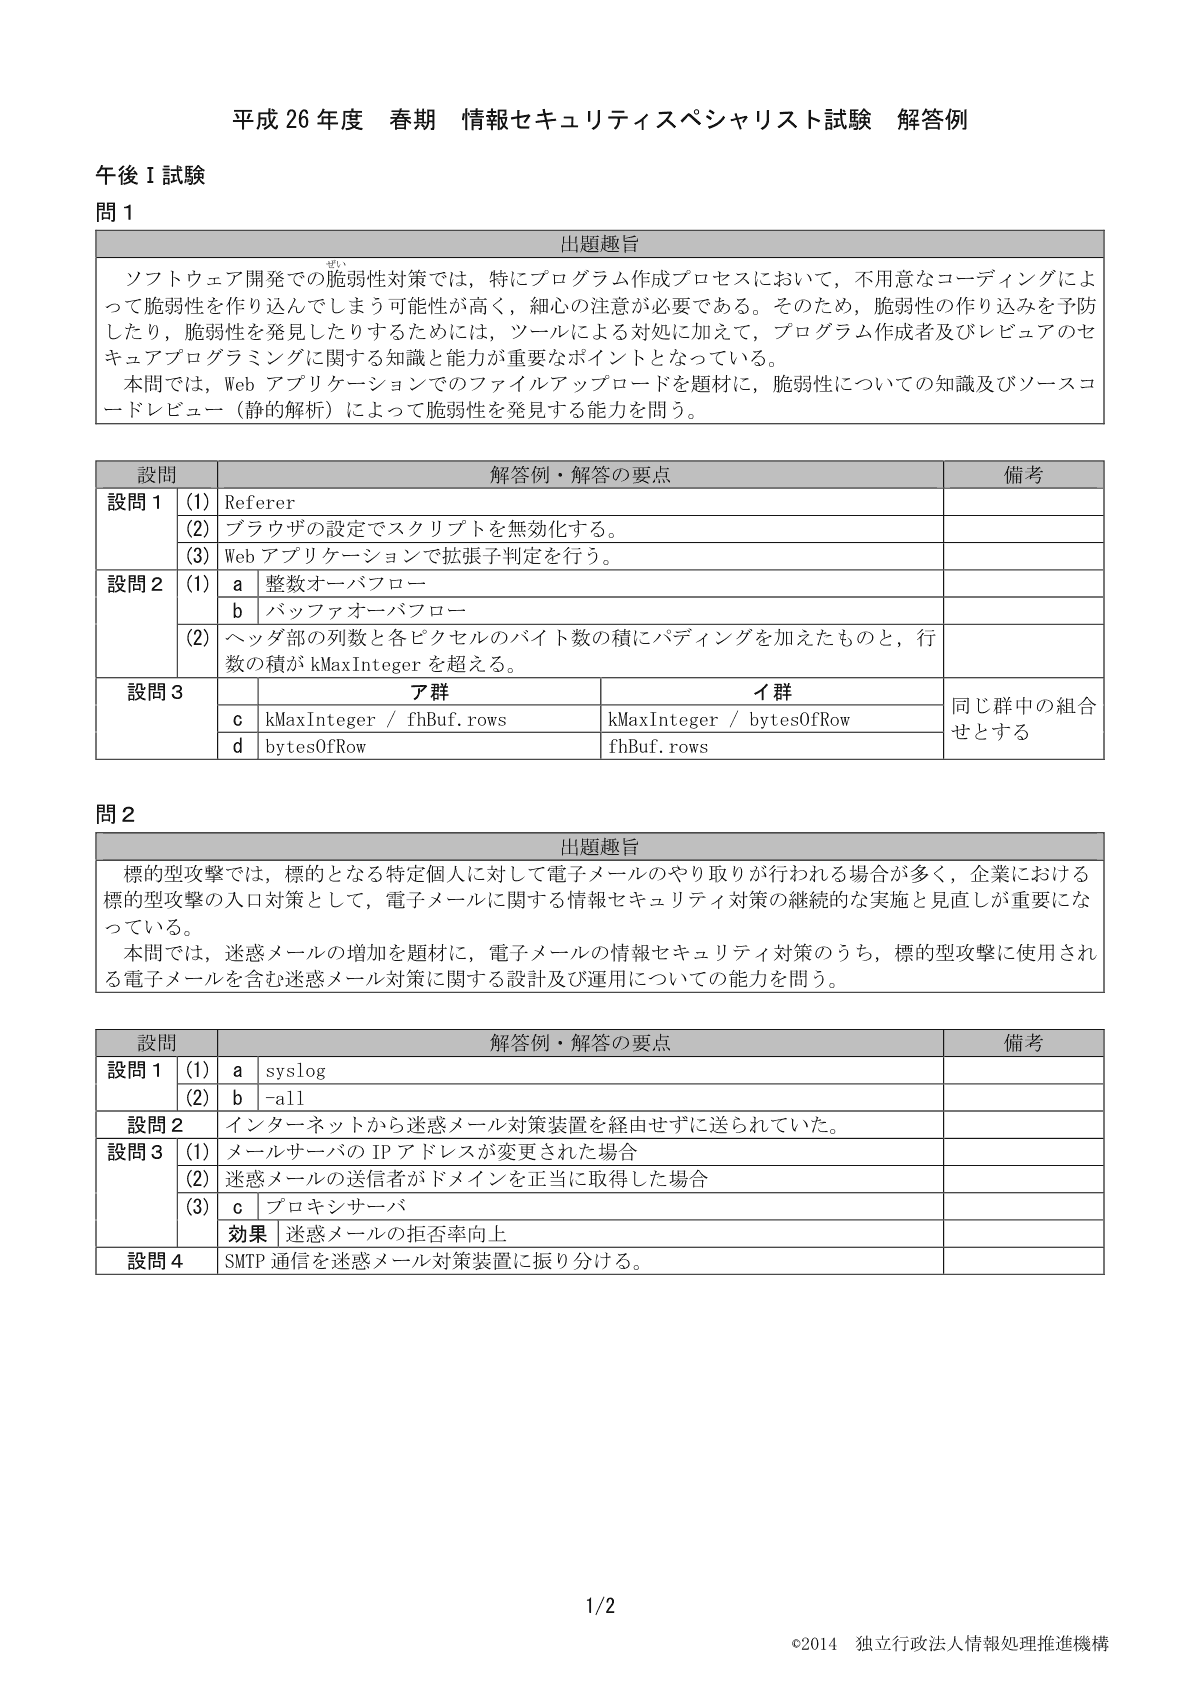 平成 26 年度　春期　情報セキュリティスペシャリスト試験　解答例
午後Ⅰ試験
問１
出題趣旨
ぜい
ソフトウェア開発での脆弱性対策では，特にプログラム作成プロセスにおいて，不用意なコーディングによ
って脆弱性を作り込んでしまう可能性が高く，細心の注意が必要である。そのため，脆弱性の作り込みを予防
したり，脆弱性を発見したりするためには，ツールによる対処に加えて，プログラム作成者及びレビュアのセ
キュアプログラミングに関する知識と能力が重要なポイントとなっている。
本問では，Web アプリケーションでのファイルアップロードを題材に，脆弱性についての知識及びソースコ
ードレビュー（静的解析）によって脆弱性を発見する能力を問う。
設問　解答例・解答の要点　備考
設問１ (1) Referer
(2) ブラウザの設定でスクリプトを無効化する。
(3) Web アプリケーションで拡張子判定を行う。
設問２ (1) a 整数オーバフロー
b バッファオーバフロー
(2) ヘッダ部の列数と各ピクセルのバイト数の積にパディングを加えたものと，行
数の積が kMaxInteger を超える。
設問３ ア群 イ群
c kMaxInteger / fhBuf.rows kMaxInteger / bytesOfRow 同じ群中の組合
d bytesOfRow fhBuf.rows せとする
問２
出題趣旨
標的型攻撃では，標的となる特定個人に対して電子メールのやり取りが行われる場合が多く，企業における
標的型攻撃の入口対策として，電子メールに関する情報セキュリティ対策の継続的な実施と見直しが重要にな
っている。
本問では，迷惑メールの増加を題材に，電子メールの情報セキュリティ対策のうち，標的型攻撃に使用され
る電子メールを含む迷惑メール対策に関する設計及び運用についての能力を問う。
設問　解答例・解答の要点　備考
設問１ (1) a syslog
(2) b -all
設問２ インターネットから迷惑メール対策装置を経由せずに送られていた。
設問３ (1) メールサーバの IP アドレスが変更された場合
(2) 迷惑メールの送信者がドメインを正当に取得した場合
(3) c プロキシサーバ
効果 迷惑メールの拒否率向上
設問４ SMTP 通信を迷惑メール対策装置に振り分ける。
1/2
©2014　独立行政法人情報処理推進機構